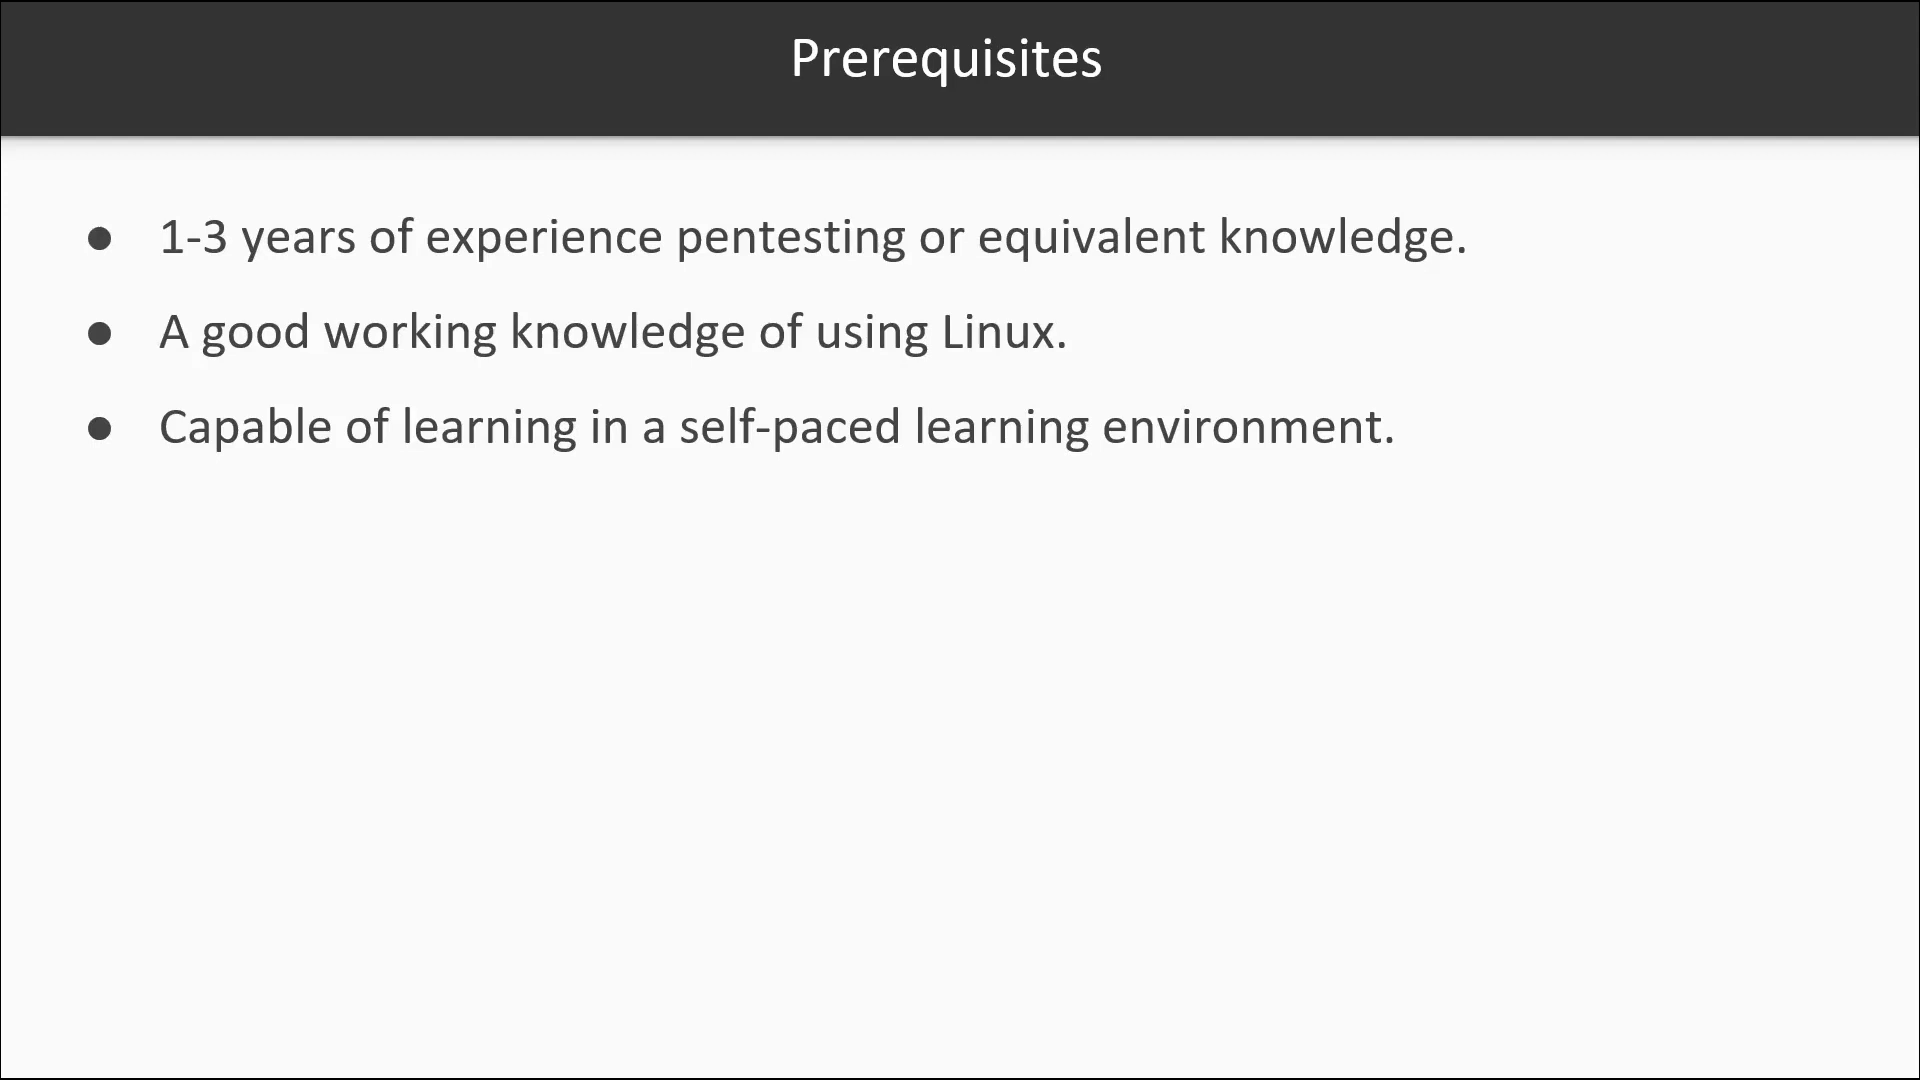 Prerequisites
● 1-3 years of experience pentesting or equivalent knowledge.
● A good working knowledge of using Linux.
● Capable of learning in a self-paced learning environment.